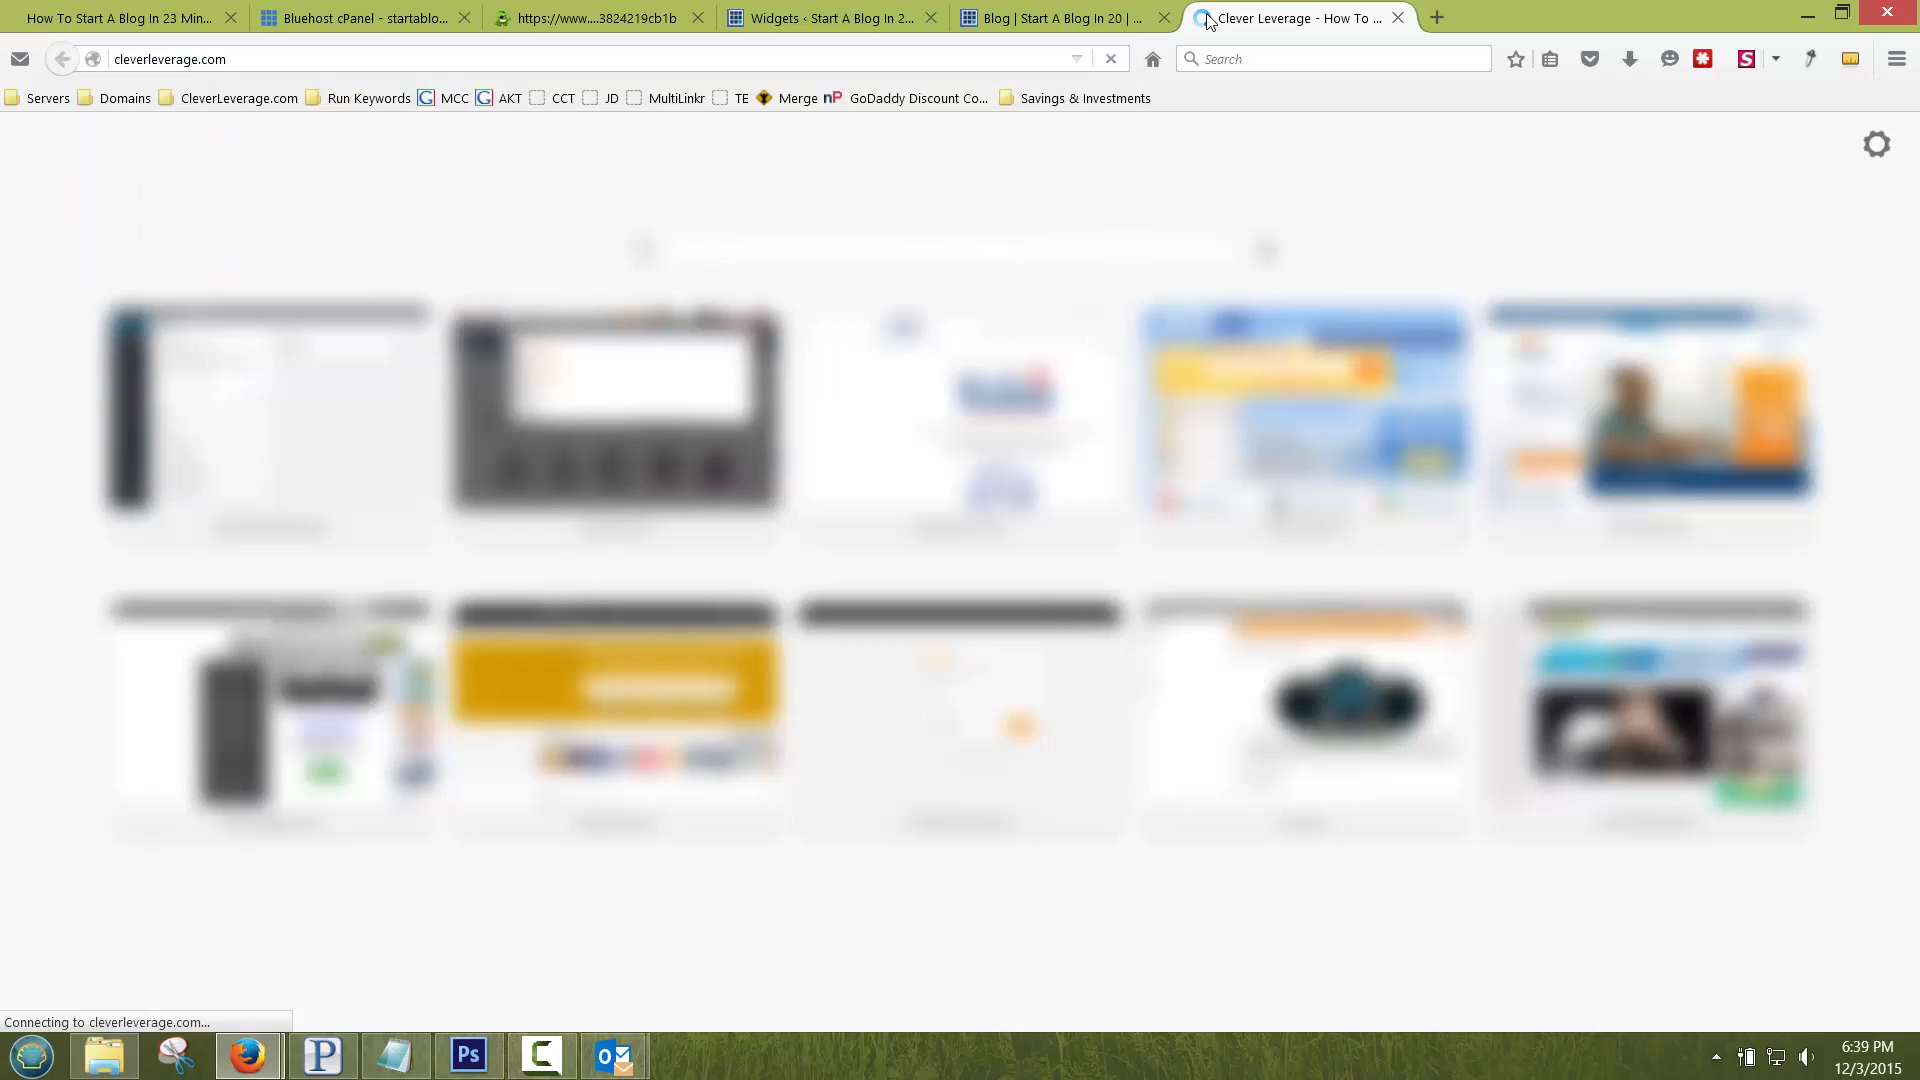 How To Start A Blog In 23 Min...
Bluehost cPanel - startablo...
https://www....3824219cb1b
Widgets ‹ Start A Blog In 2...
Blog | Start A Blog In 20 | ...
Clever Leverage - How To ...
cleverleverage.com
Search
Servers
Domains
CleverLeverage.com
Run Keywords
MCC
AKT
CCT
JD
MultiLinkr
TE
Merge
GoDaddy Discount Co...
Savings & Investments
Connecting to cleverleverage.com...
6:39 PM
12/3/2015